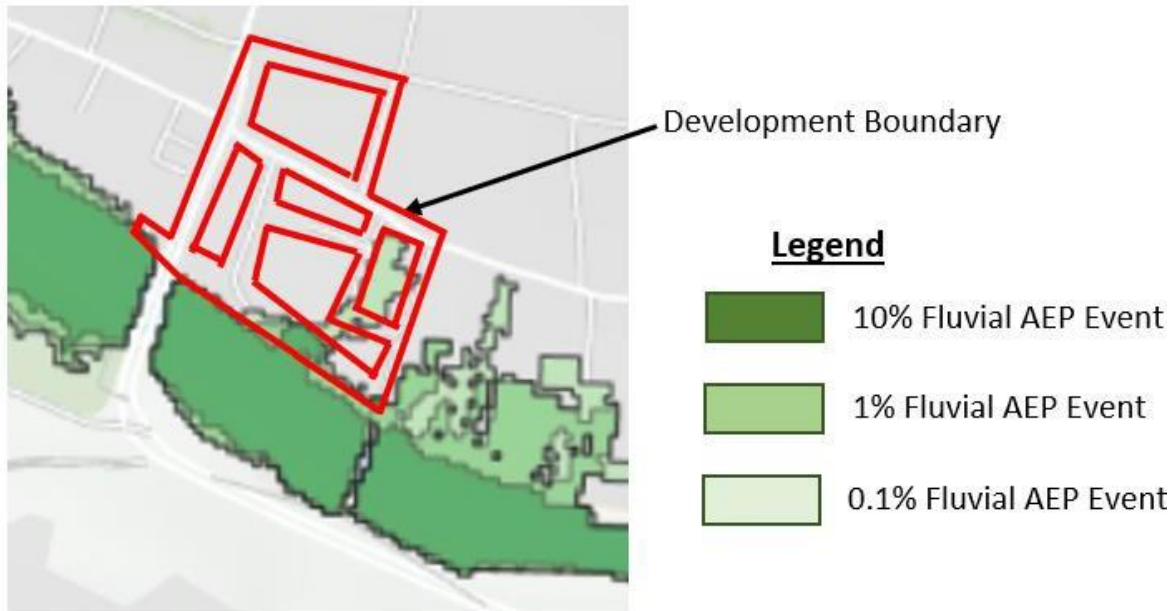 Development Boundary
Legend
10% Fluvial AEP Event
1% Fluvial AEP Event
0.1% Fluvial AEP Event